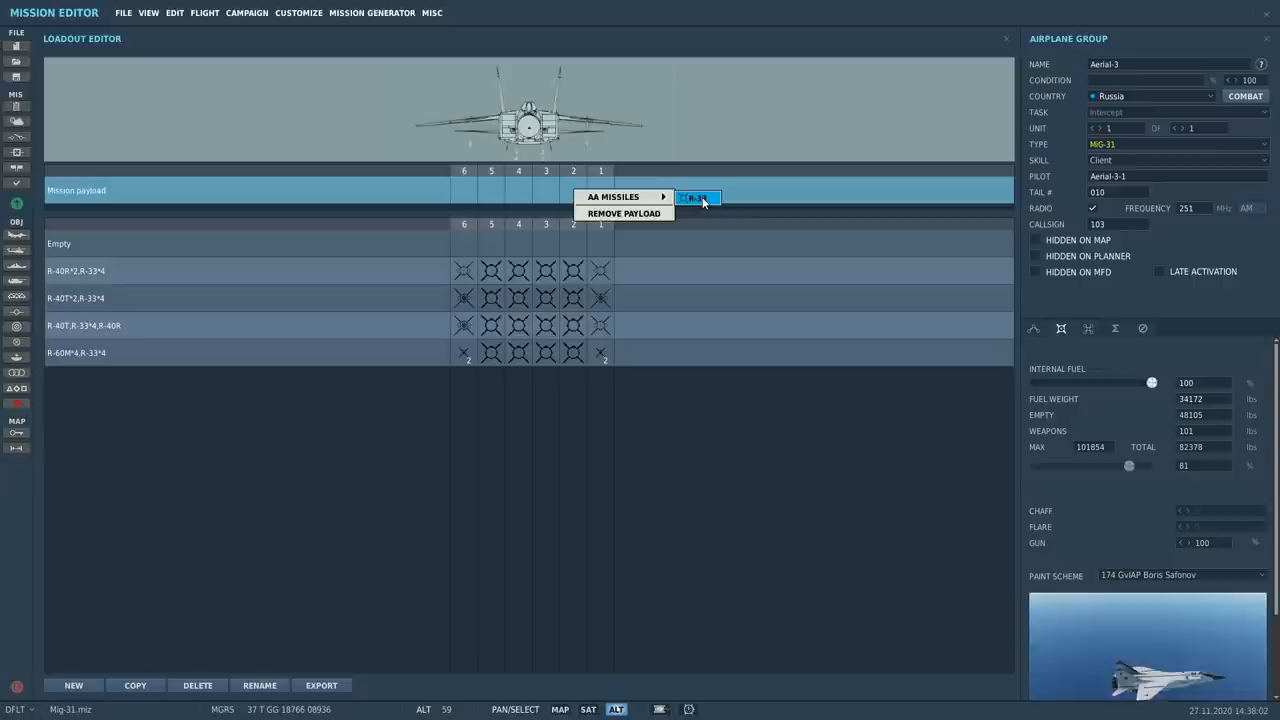 MISSION EDITOR FILE VIEW EDIT FLIGHT CAMPAIGN CUSTOMIZE MISSION GENERATOR MISC
FILE
MIS
OBJ
MAP
LOADOUT EDITOR
6 5 4 3 2 1
Mission payload
AA MISSILES
REMOVE PAYLOAD
6 5 4 3 2 1
Empty
R-40R*2,R-33*4
R-40T*2,R-33*4
R-40T,R-33*4,R-40R
R-60M*4,R-33*4 2 2
NEW COPY DELETE RENAME EXPORT
AIRPLANE GROUP
NAME Aerial-3 ?
CONDITION % < > 100
COUNTRY Russia COMBAT
TASK Intercept
UNIT < > 1 OF < > 1
TYPE MiG-31
SKILL Client
PILOT Aerial-3-1
TAIL # 010
RADIO FREQUENCY 251 MHz AM
CALLSIGN 103
HIDDEN ON MAP
HIDDEN ON PLANNER
HIDDEN ON MFD LATE ACTIVATION
INTERNAL FUEL 100 %
FUEL WEIGHT 34172 lbs
EMPTY 48105 lbs
WEAPONS 101 lbs
MAX 101854 TOTAL 82378 lbs
81 %
CHAFF < >
FLARE < >
GUN < > 100 %
PAINT SCHEME 174 GvIAP Boris Safonov
DFLT Mig-31.miz MGRS 37 T GG 18766 08936 ALT 59 PAN/SELECT MAP SAT ALT 27.11.2020 14:38:02